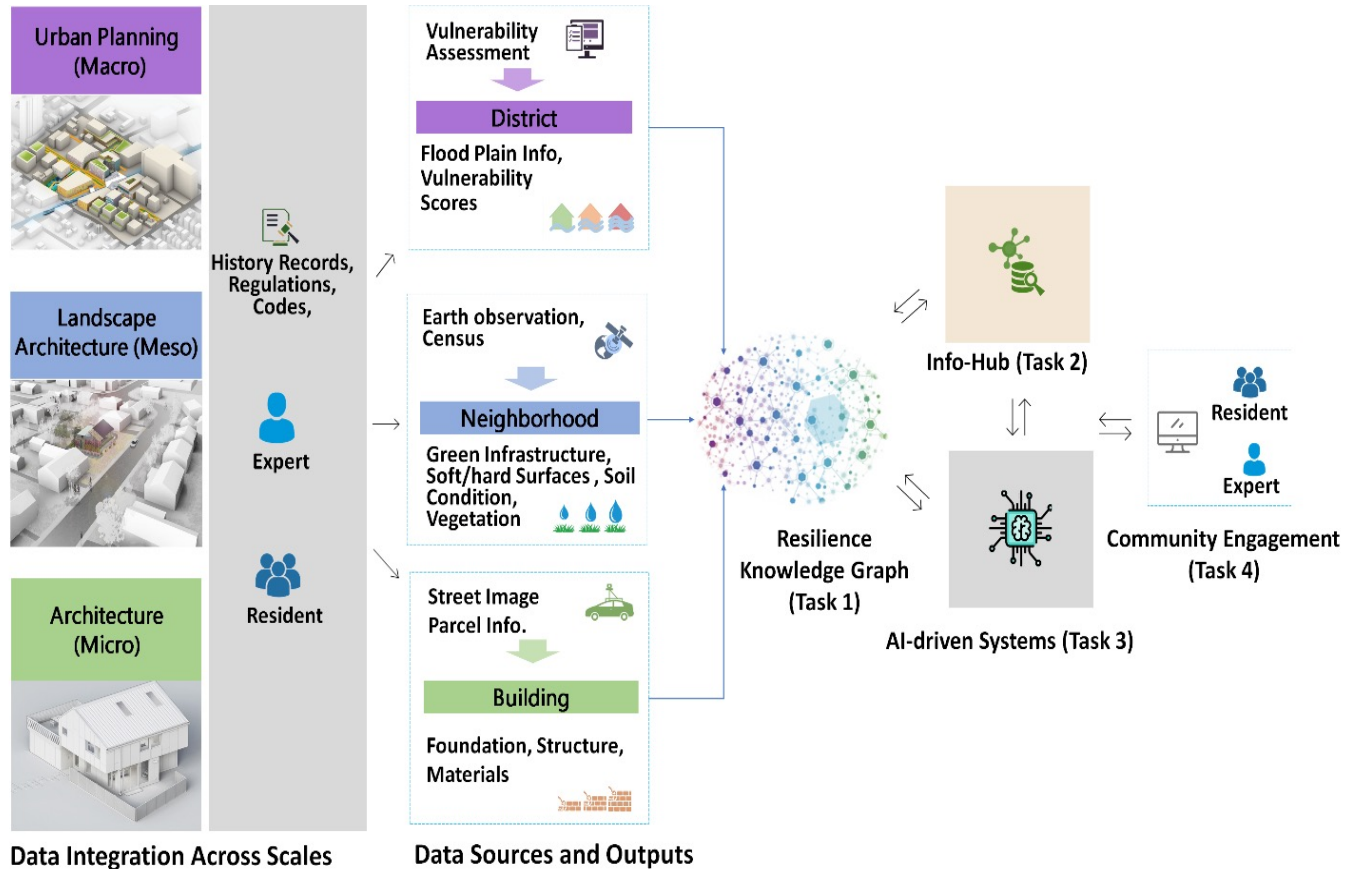 Urban Planning
(Macro)
Landscape
Architecture (Meso)
Architecture
(Micro)
History Records,
Regulations,
Codes,
Expert
Resident
Data Integration Across Scales
Vulnerability
Assessment
District
Flood Plain Info,
Vulnerability
Scores
Earth observation,
Census
Neighborhood
Green Infrastructure,
Soft/hard Surfaces , Soil
Condition,
Vegetation
Street Image
Parcel Info.
Building
Foundation, Structure,
Materials
Data Sources and Outputs
Resilience
Knowledge Graph
(Task 1)
Info-Hub (Task 2)
AI-driven Systems (Task 3)
Resident
Expert
Community Engagement
(Task 4)